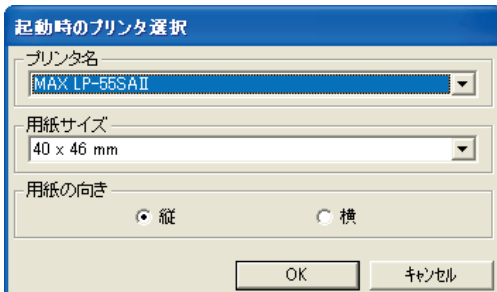 起動時のプリンタ選択
プリンタ名
MAX LP-55SAⅡ
用紙サイズ
40 x 46 mm
用紙の向き
縦 横
OK キャンセル